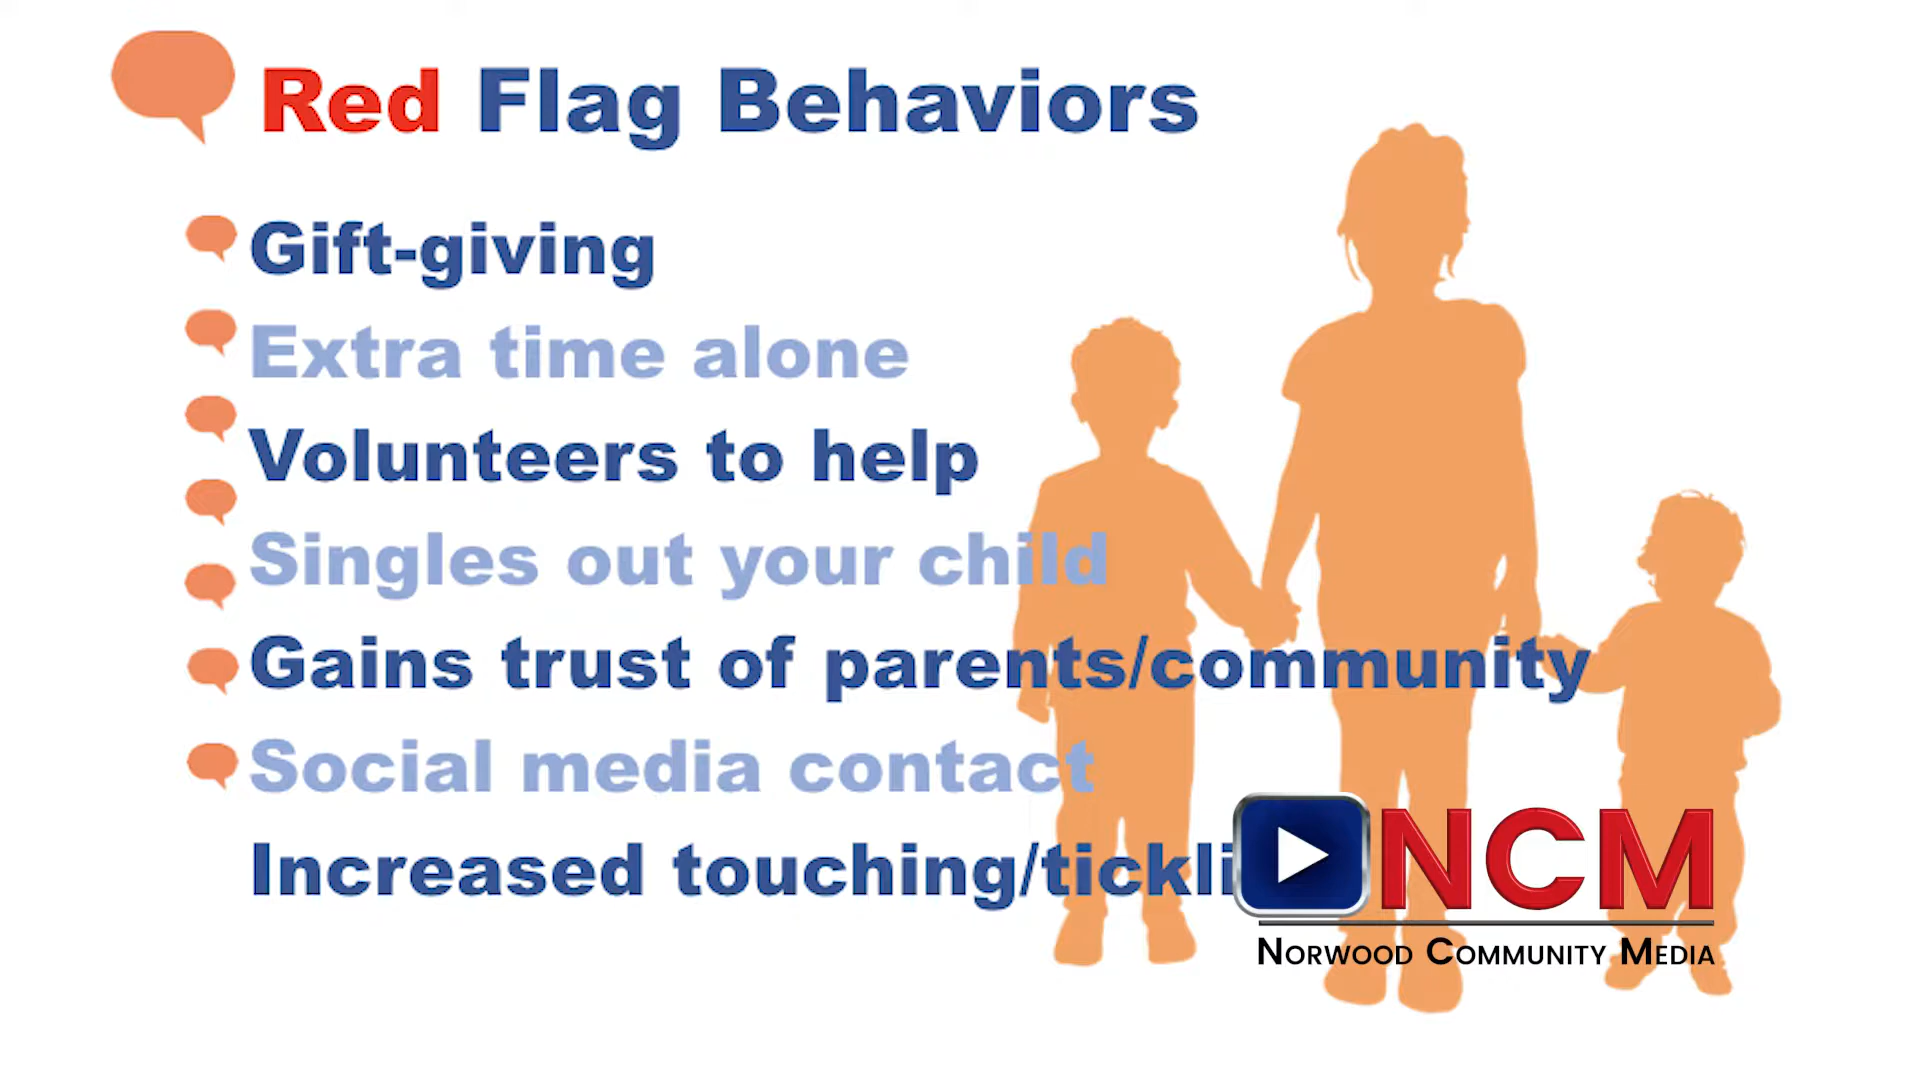 Red Flag Behaviors
Gift-giving
Extra time alone
Volunteers to help
Singles out your child
Gains trust of parents/community
Social media contact
Increased touching/tickli
NCM
Norwood Community Media